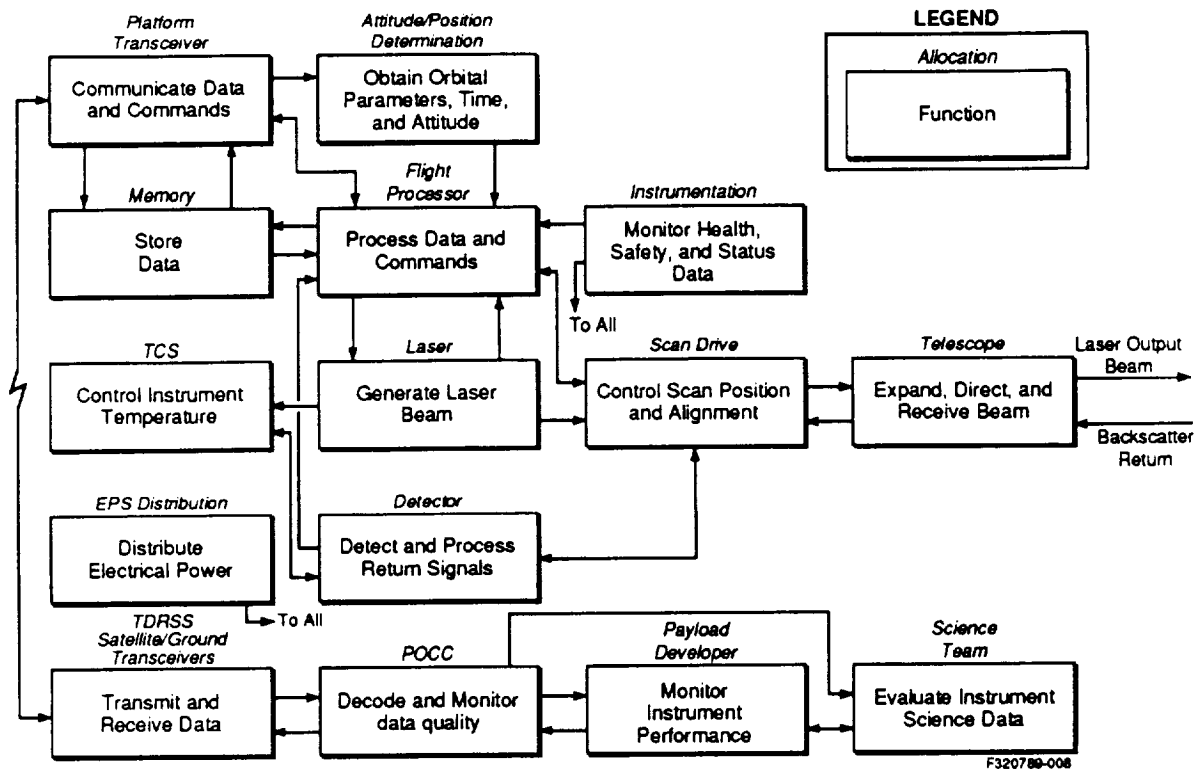 Platform
Transceiver
Communicate Data
and Commands
Attitude/Position
Determination
Obtain Orbital
Parameters, Time,
and Attitude
LEGEND
Allocation
Function
Memory
Store
Data
Flight
Processor
Process Data and
Commands
Instrumentation
Monitor Health,
Safety, and Status
Data
To All
TCS
Control Instrument
Temperature
Laser
Generate Laser
Beam
Scan Drive
Control Scan Position
and Alignment
Telescope
Expand, Direct, and
Receive Beam
Laser Output
Beam
Backscatter
Return
EPS Distribution
Distribute
Electrical Power
To All
Detector
Detect and Process
Return Signals
TDRSS
Satellite/Ground
Transceivers
Transmit and
Receive Data
POCC
Decode and Monitor
data quality
Payload
Developer
Monitor
Instrument
Performance
Science
Team
Evaluate Instrument
Science Data
F320789-008